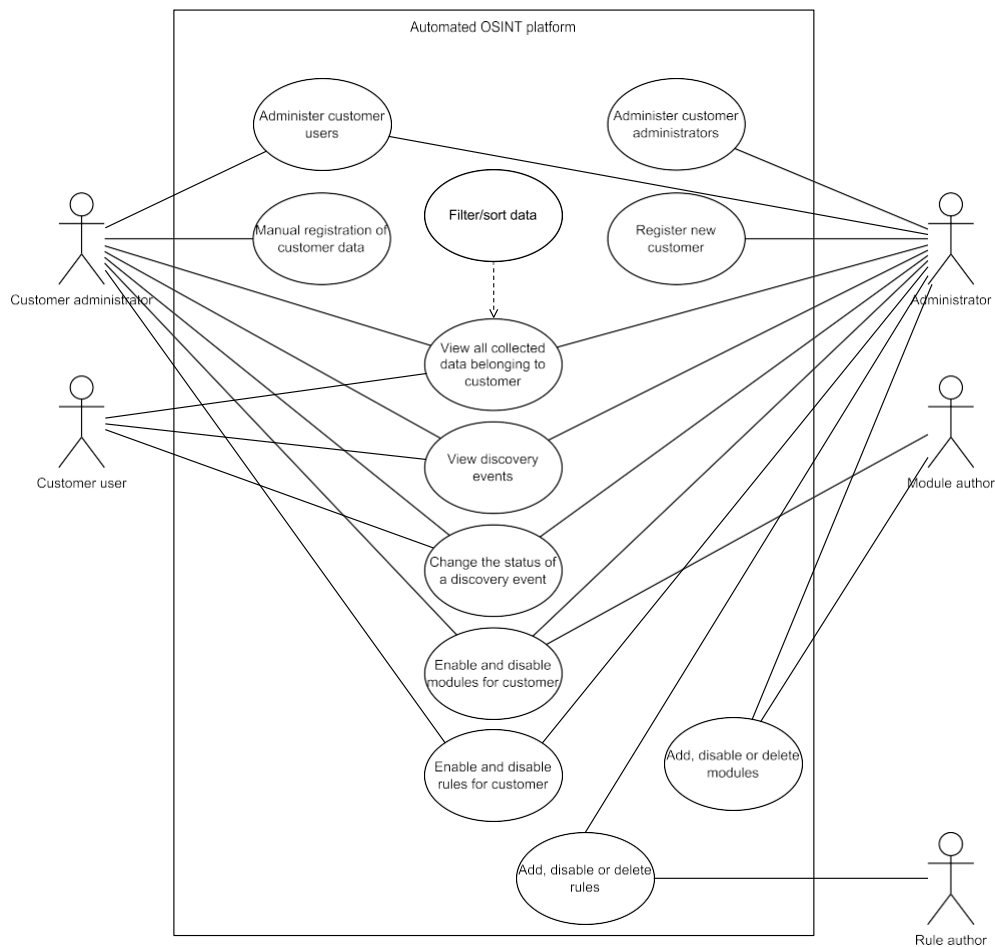 Automated OSINT platform
Administer customer
users
Administer customer
administrators
Filter/sort data
Manual registration of
customer data
Register new
customer
Customer administrator
Administrator
View all collected
data belonging to
customer
Customer user
View discovery
events
Module author
Change the status of
a discovery event
Enable and disable
modules for customer
Enable and disable
rules for customer
Add, disable or delete
modules
Add, disable or delete
rules
Rule author